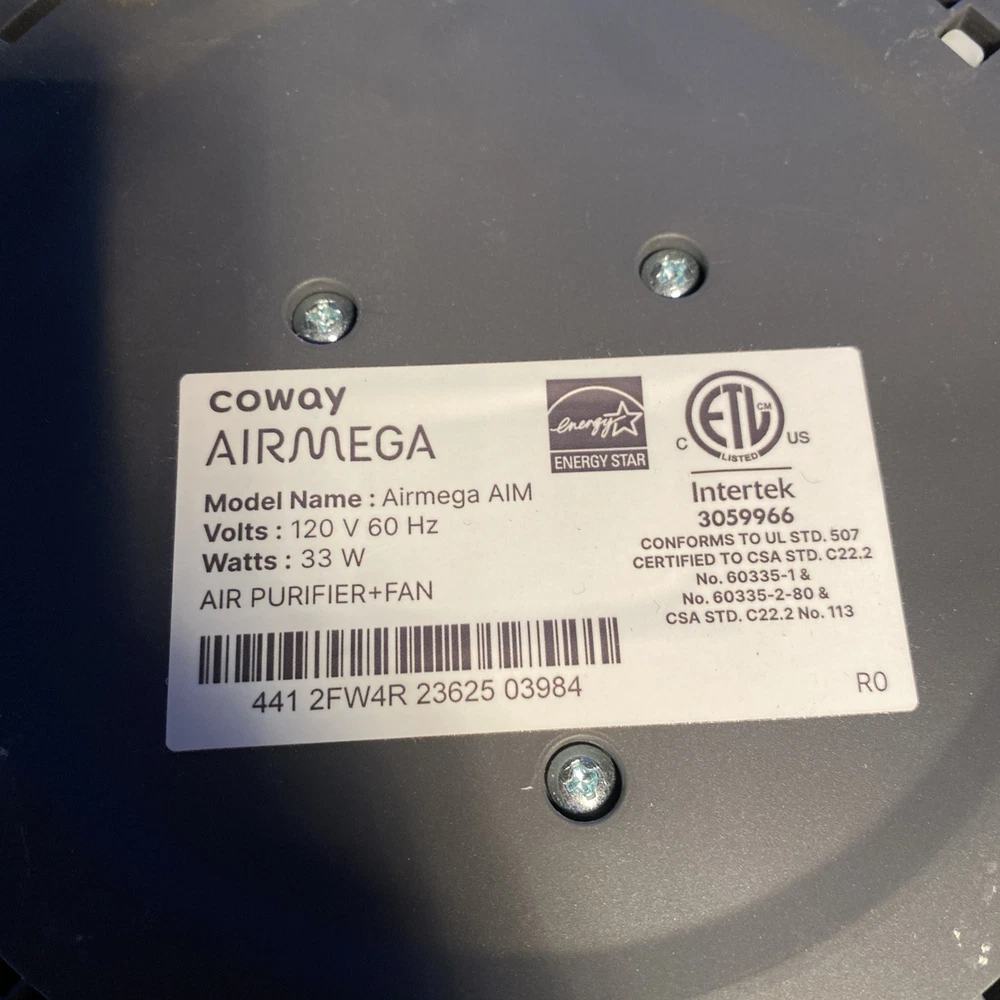 coway
AIRMEGA
Model Name : Airmega AIM
Volts : 120 V 60 Hz
Watts : 33 W
AIR PURIFIER+FAN
441 2FW4R 23625 03984
energy
ENERGY STAR
ETL CM
LISTED
C US
Intertek
3059966
CONFORMS TO UL STD. 507
CERTIFIED TO CSA STD. C22.2
No. 60335-1 &
No. 60335-2-80 &
CSA STD. C22.2 No. 113
R0